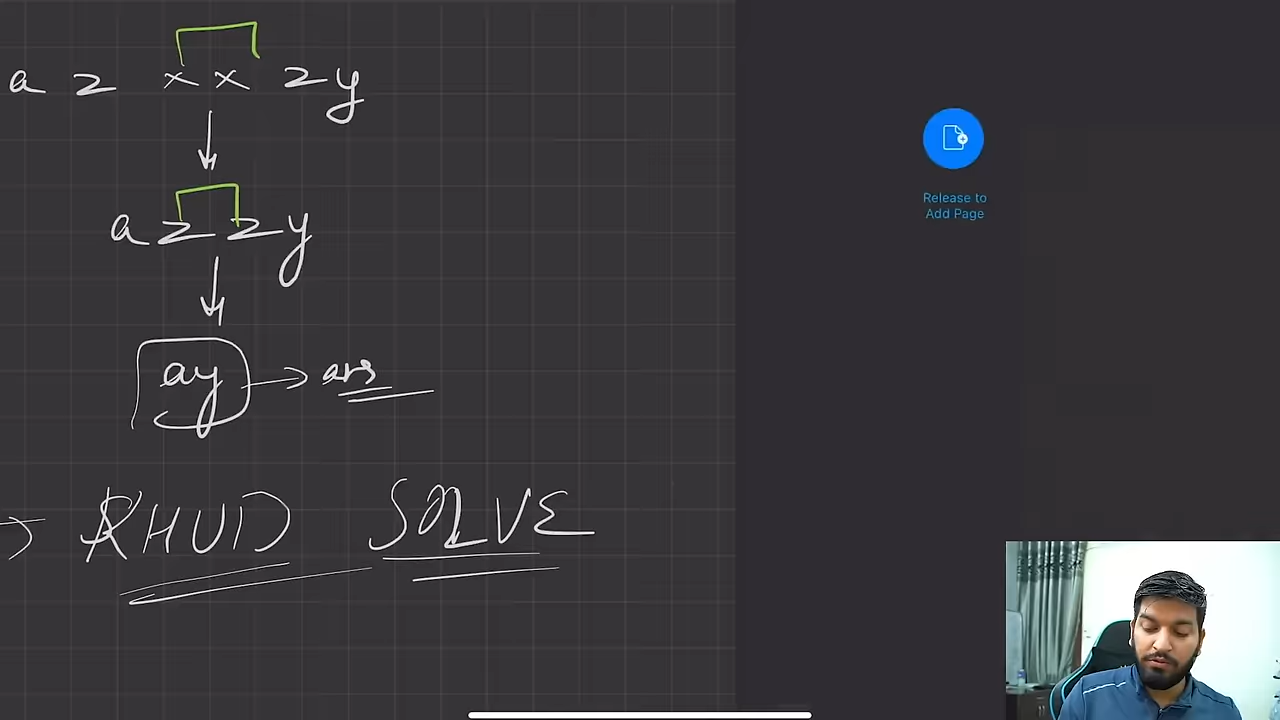 a z x x z y
a z z y
ay → ans
→ KHUD SOLVE
Release to
Add Page